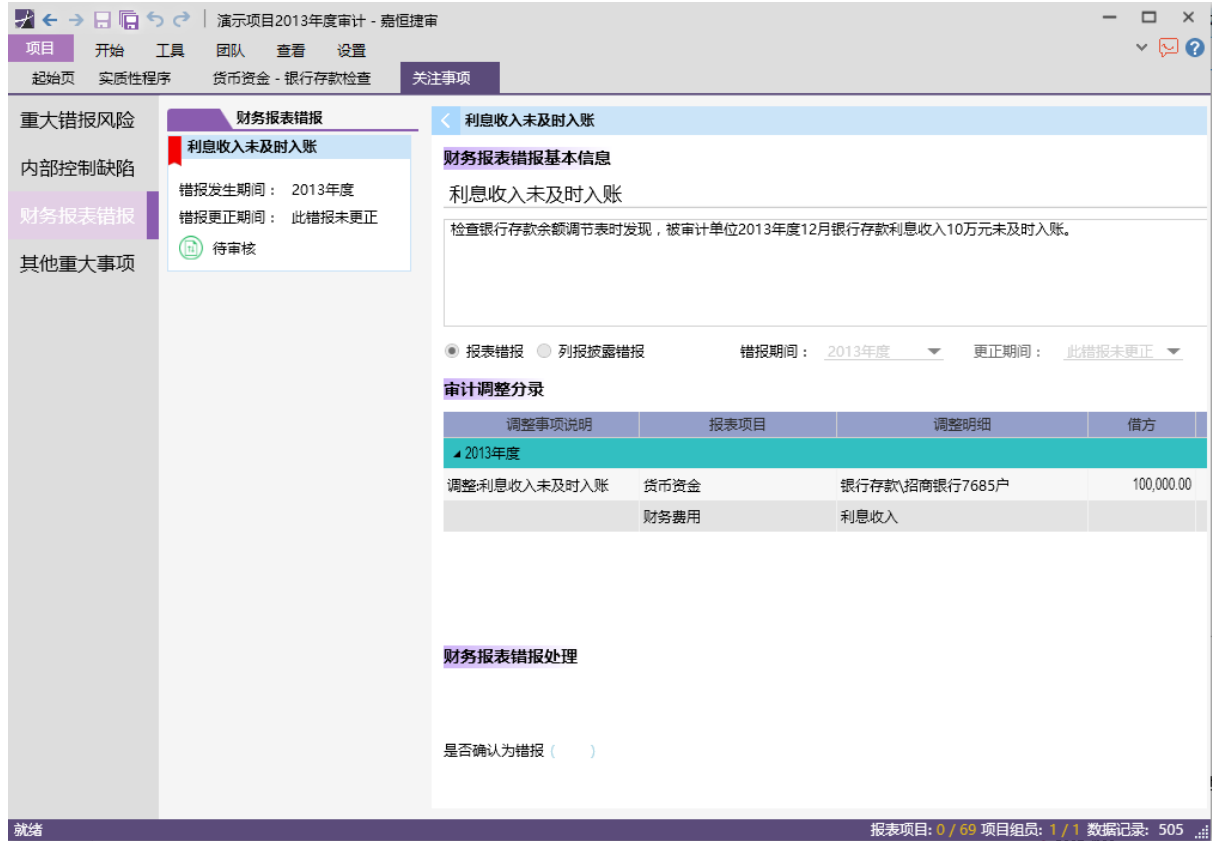 演示项目2013年度审计 - 嘉恒捷审
项目 开始 工具 团队 查看 设置
起始页 实质性程序 货币资金 - 银行存款检查 关注事项
重大错报风险
内部控制缺陷
财务报表错报
其他重大事项
财务报表错报
利息收入未及时入账
错报发生期间： 2013年度
错报更正期间： 此错报未更正
待审核
利息收入未及时入账
财务报表错报基本信息
利息收入未及时入账
检查银行存款余额调节表时发现，被审计单位2013年度12月银行存款利息收入10万元未及时入账。
报表错报 列报披露错报 错报期间： 2013年度 更正期间： 此错报未更正
审计调整分录
调整事项说明 报表项目 调整明细 借方
2013年度
调整:利息收入未及时入账 货币资金 银行存款\招商银行7685户 100,000.00
财务费用 利息收入
财务报表错报处理
是否确认为错报（ ）
就绪 报表项目: 0 / 69 项目组员: 1 / 1 数据记录: 505